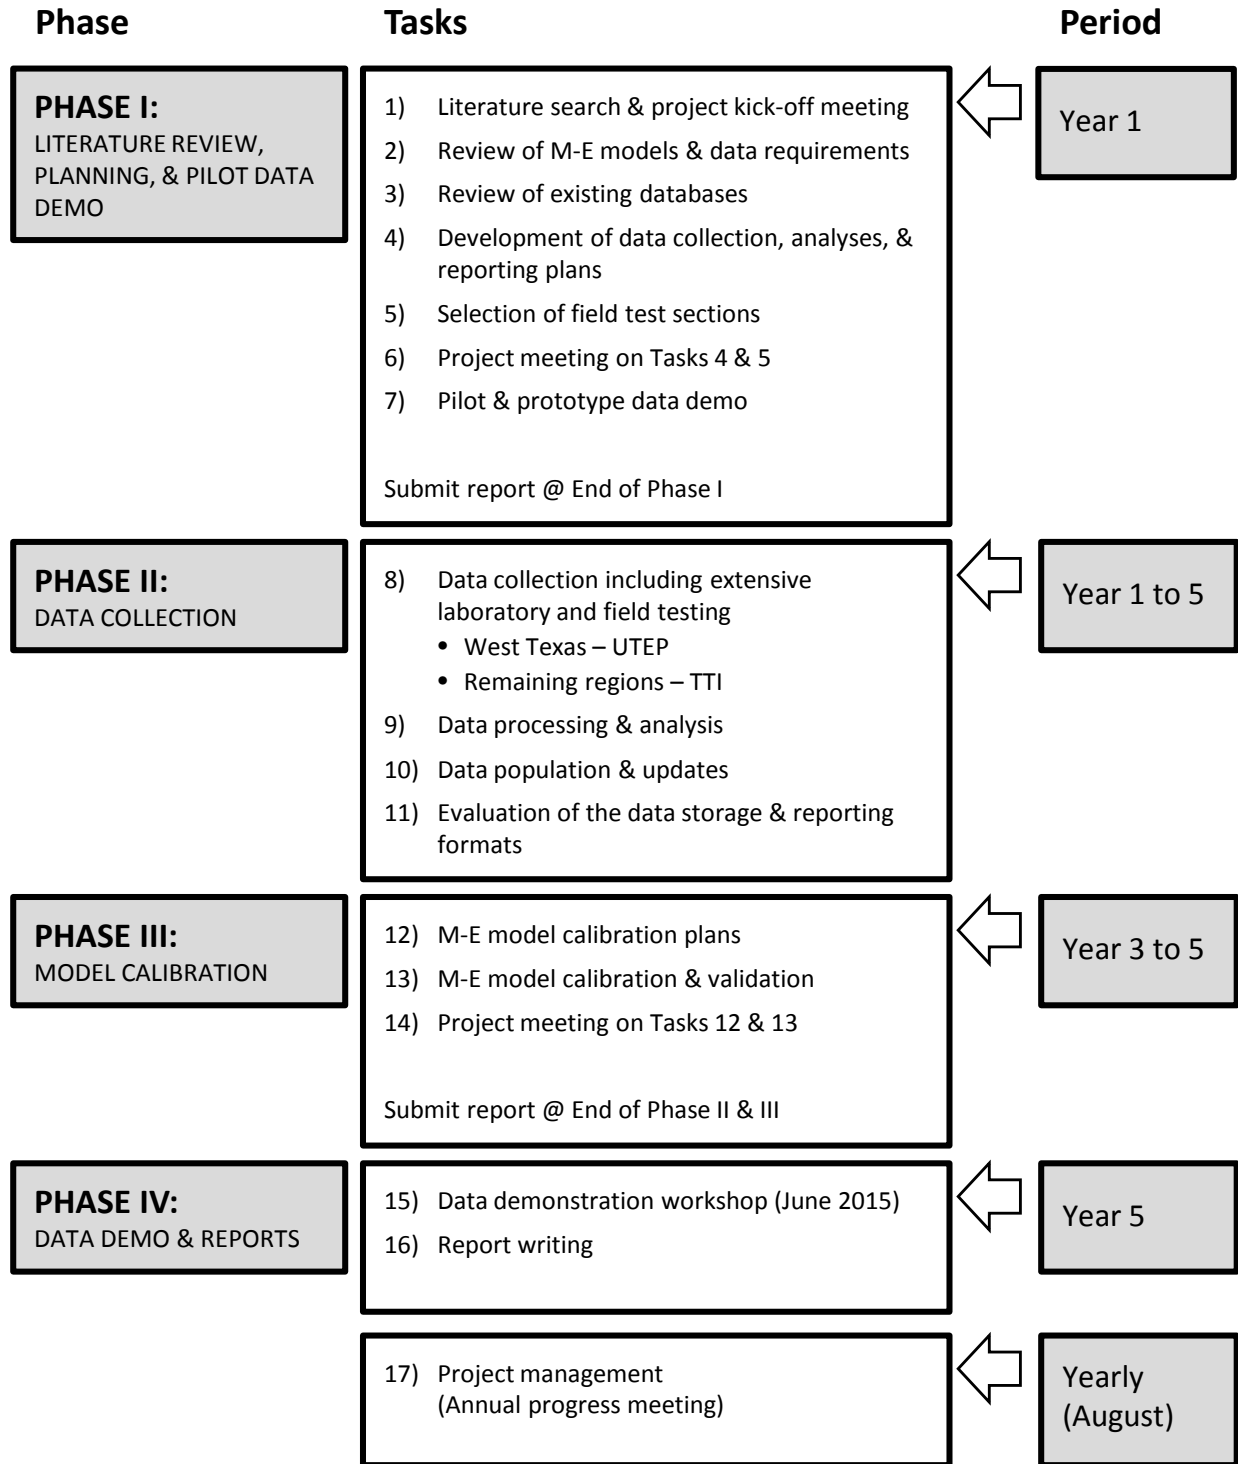 Phase Tasks Period
PHASE I:
LITERATURE REVIEW,
PLANNING, & PILOT DATA
DEMO
1) Literature search & project kick-off meeting
2) Review of M-E models & data requirements
3) Review of existing databases
4) Development of data collection, analyses, &
reporting plans
5) Selection of field test sections
6) Project meeting on Tasks 4 & 5
7) Pilot & prototype data demo
Submit report @ End of Phase I
Year 1
PHASE II:
DATA COLLECTION
8) Data collection including extensive
laboratory and field testing
• West Texas – UTEP
• Remaining regions – TTI
9) Data processing & analysis
10) Data population & updates
11) Evaluation of the data storage & reporting
formats
Year 1 to 5
PHASE III:
MODEL CALIBRATION
12) M-E model calibration plans
13) M-E model calibration & validation
14) Project meeting on Tasks 12 & 13
Submit report @ End of Phase II & III
Year 3 to 5
PHASE IV:
DATA DEMO & REPORTS
15) Data demonstration workshop (June 2015)
16) Report writing
Year 5
17) Project management
(Annual progress meeting)
Yearly
(August)